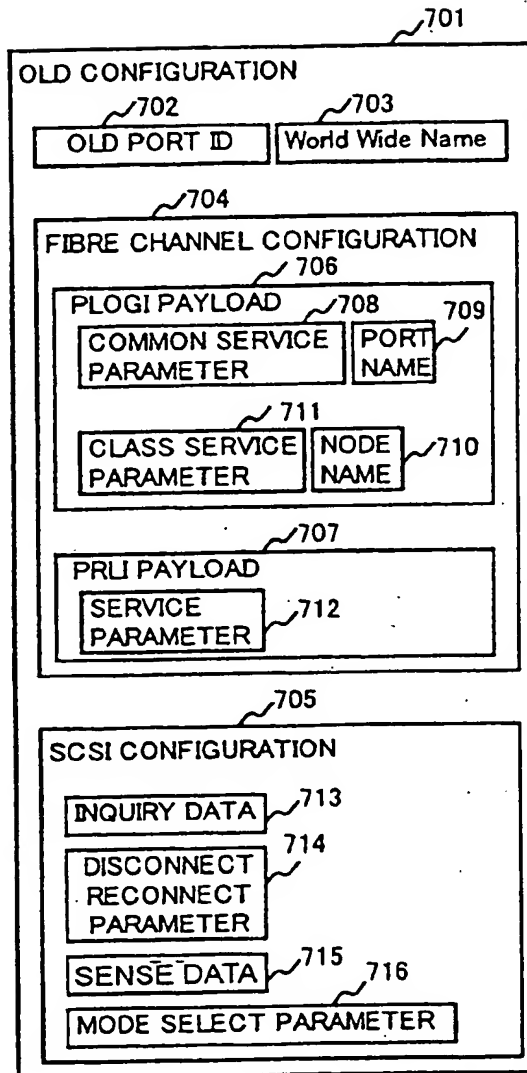 701
OLD CONFIGURATION
702
703
OLD PORT ID
World Wide Name
704
FIBRE CHANNEL CONFIGURATION
706
PLOGI PAYLOAD
708
COMMON SERVICE
PARAMETER
PORT
NAME
709
711
CLASS SERVICE
PARAMETER
NODE
NAME
710
707
PRLI PAYLOAD
SERVICE
PARAMETER
712
705
SCSI CONFIGURATION
INQUIRY DATA
713
DISCONNECT
RECONNECT
PARAMETER
714
SENSE DATA
715
716
MODE SELECT PARAMETER